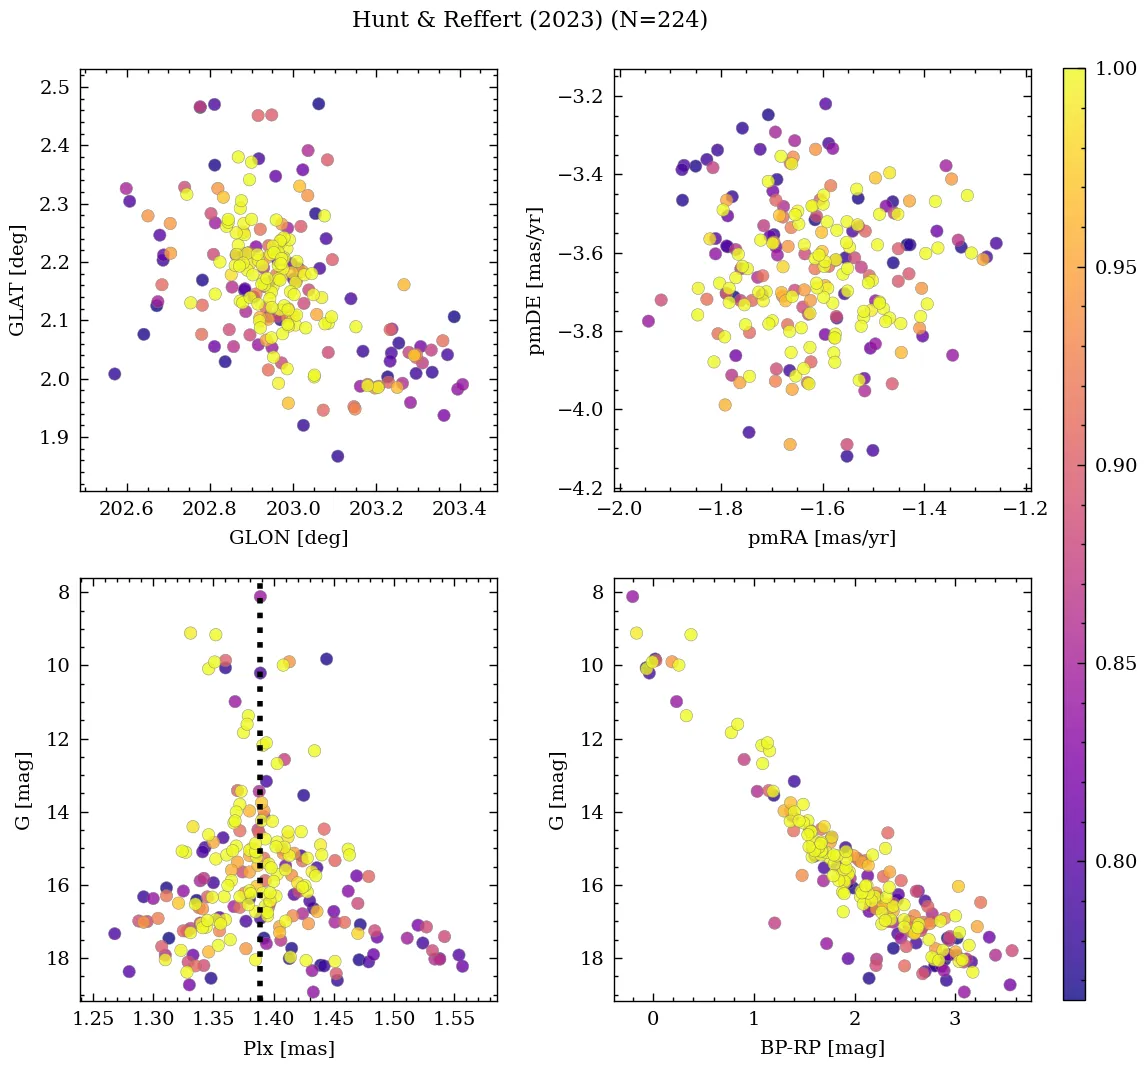 Hunt & Reffert (2023) (N=224)
2.5
2.4
2.3
2.2
2.1
2.0
1.9
GLAT [deg]
202.6 202.8 203.0 203.2 203.4
GLON [deg]
−3.2
−3.4
−3.6
−3.8
−4.0
−4.2
pmDE [mas/yr]
−2.0 −1.8 −1.6 −1.4 −1.2
pmRA [mas/yr]
8
10
12
14
16
18
G [mag]
1.25 1.30 1.35 1.40 1.45 1.50 1.55
Plx [mas]
8
10
12
14
16
18
G [mag]
0 1 2 3
BP-RP [mag]
1.00
0.95
0.90
0.85
0.80